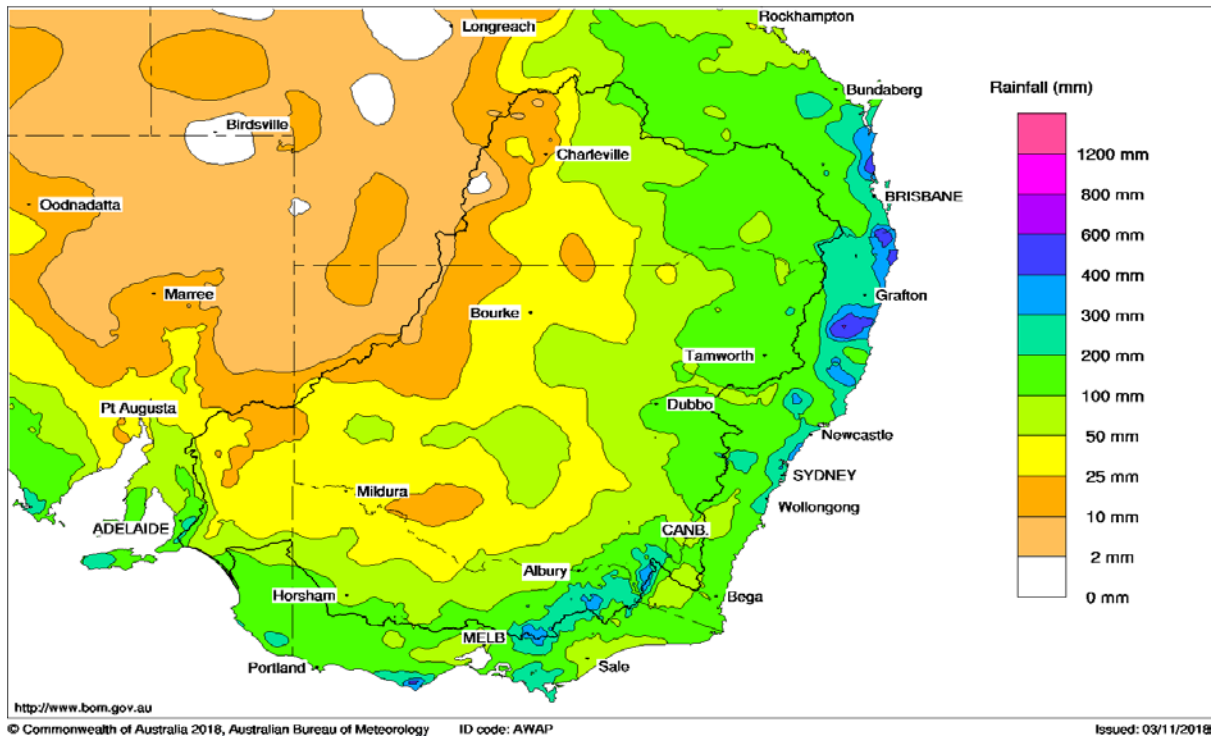 Rockhampton
Longreach
Rainfall (mm)
Bundaberg
Birdsville
1200 mm
Charleville
800 mm
BRISBANE
Oodnadatta
600 mm
400 mm
Marree
Grafton
300 mm
Bourke
200 mm
Tamworth
100 mm
Pt Augusta
Dubbo
Newcastle
50 mm
SYDNEY
25 mm
Mildura
Wollongong
10 mm
ADELAIDE
CANB.
2 mm
Albury
Horsham
Bega
0 mm
MELB
Portland
Sale
http://www.bom.gov.au
© Commonwealth of Australia 2018, Australian Bureau of Meteorology ID code: AWAP Issued: 03/11/2018